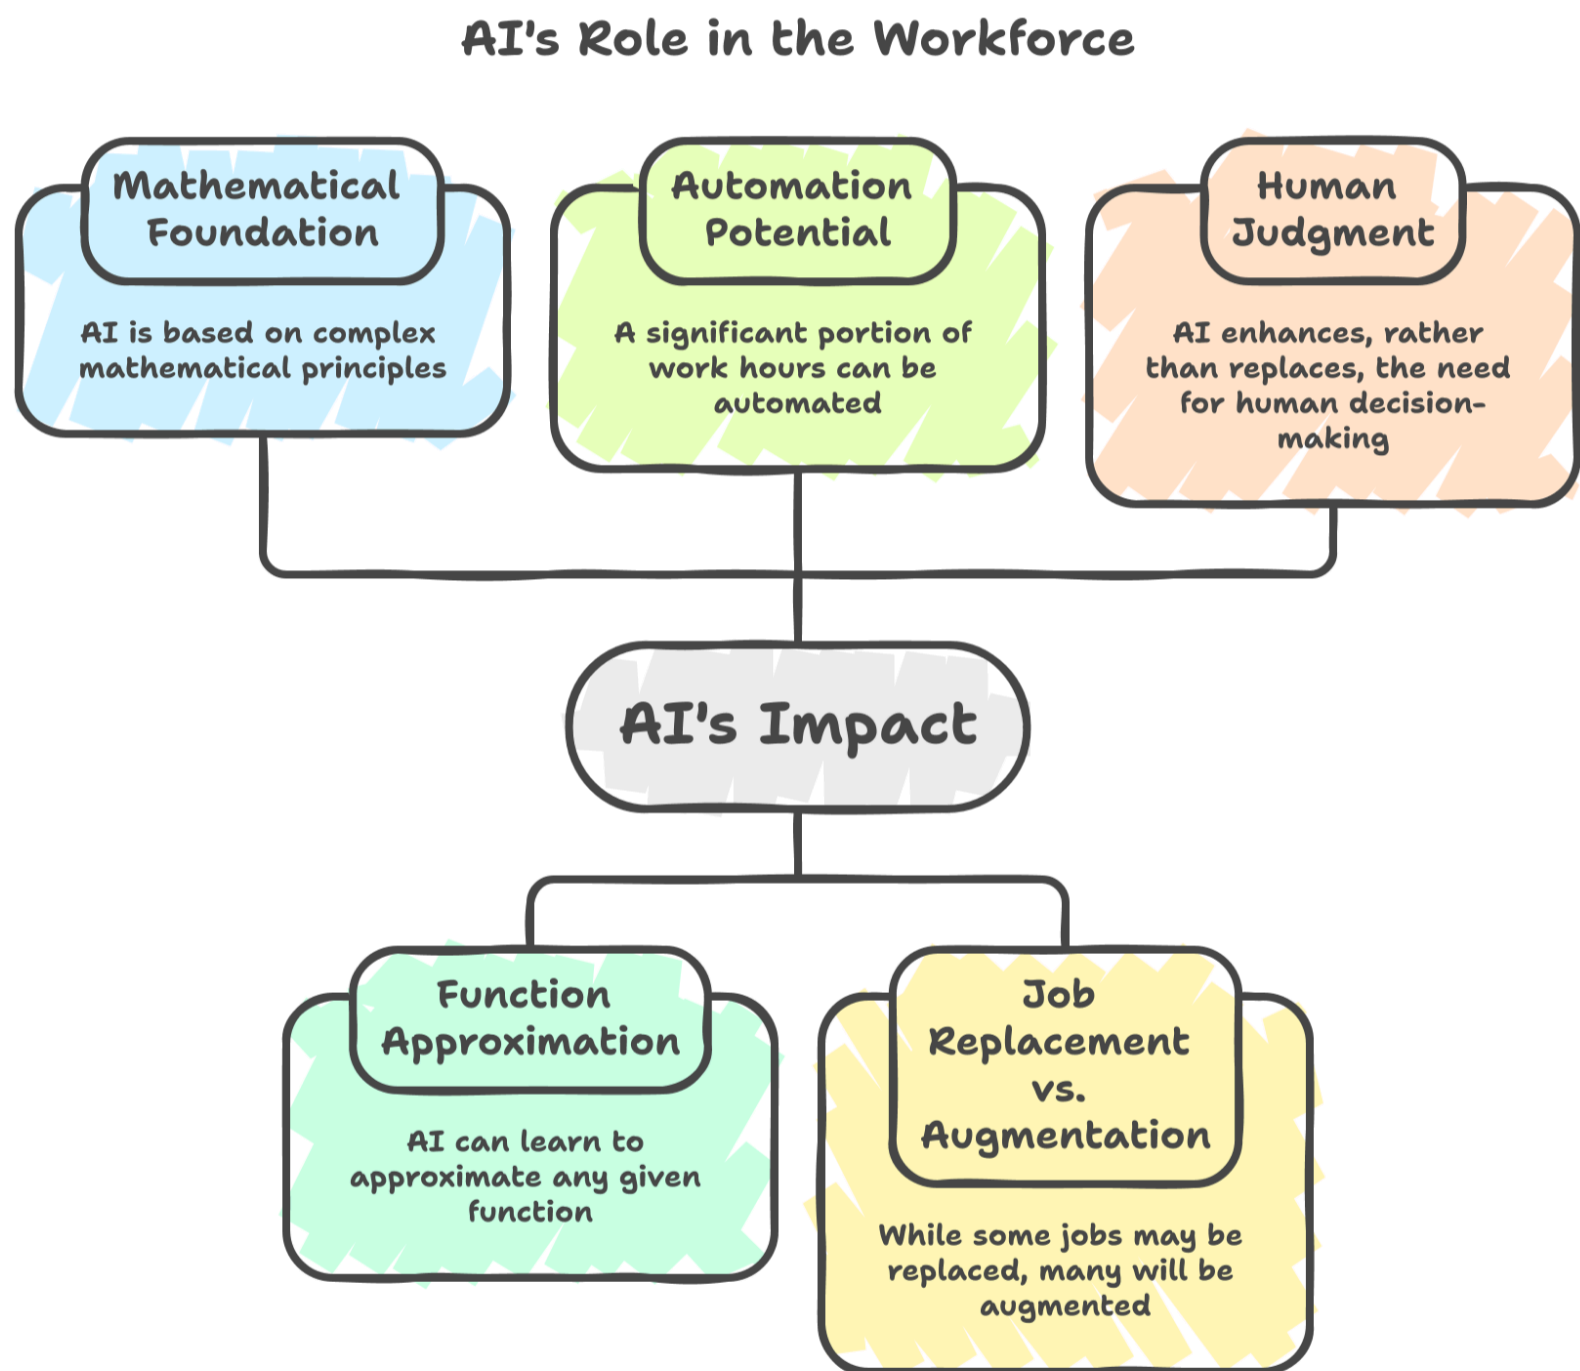 AI's Role in the Workforce
Mathematical
Foundation
AI is based on complex
mathematical principles
Automation
Potential
A significant portion of
work hours can be
automated
Human
Judgment
AI enhances, rather
than replaces, the need
for human decision-
making
AI's Impact
Function
Approximation
AI can learn to
approximate any given
function
Job
Replacement
vs.
Augmentation
While some jobs may be
replaced, many will be
augmented